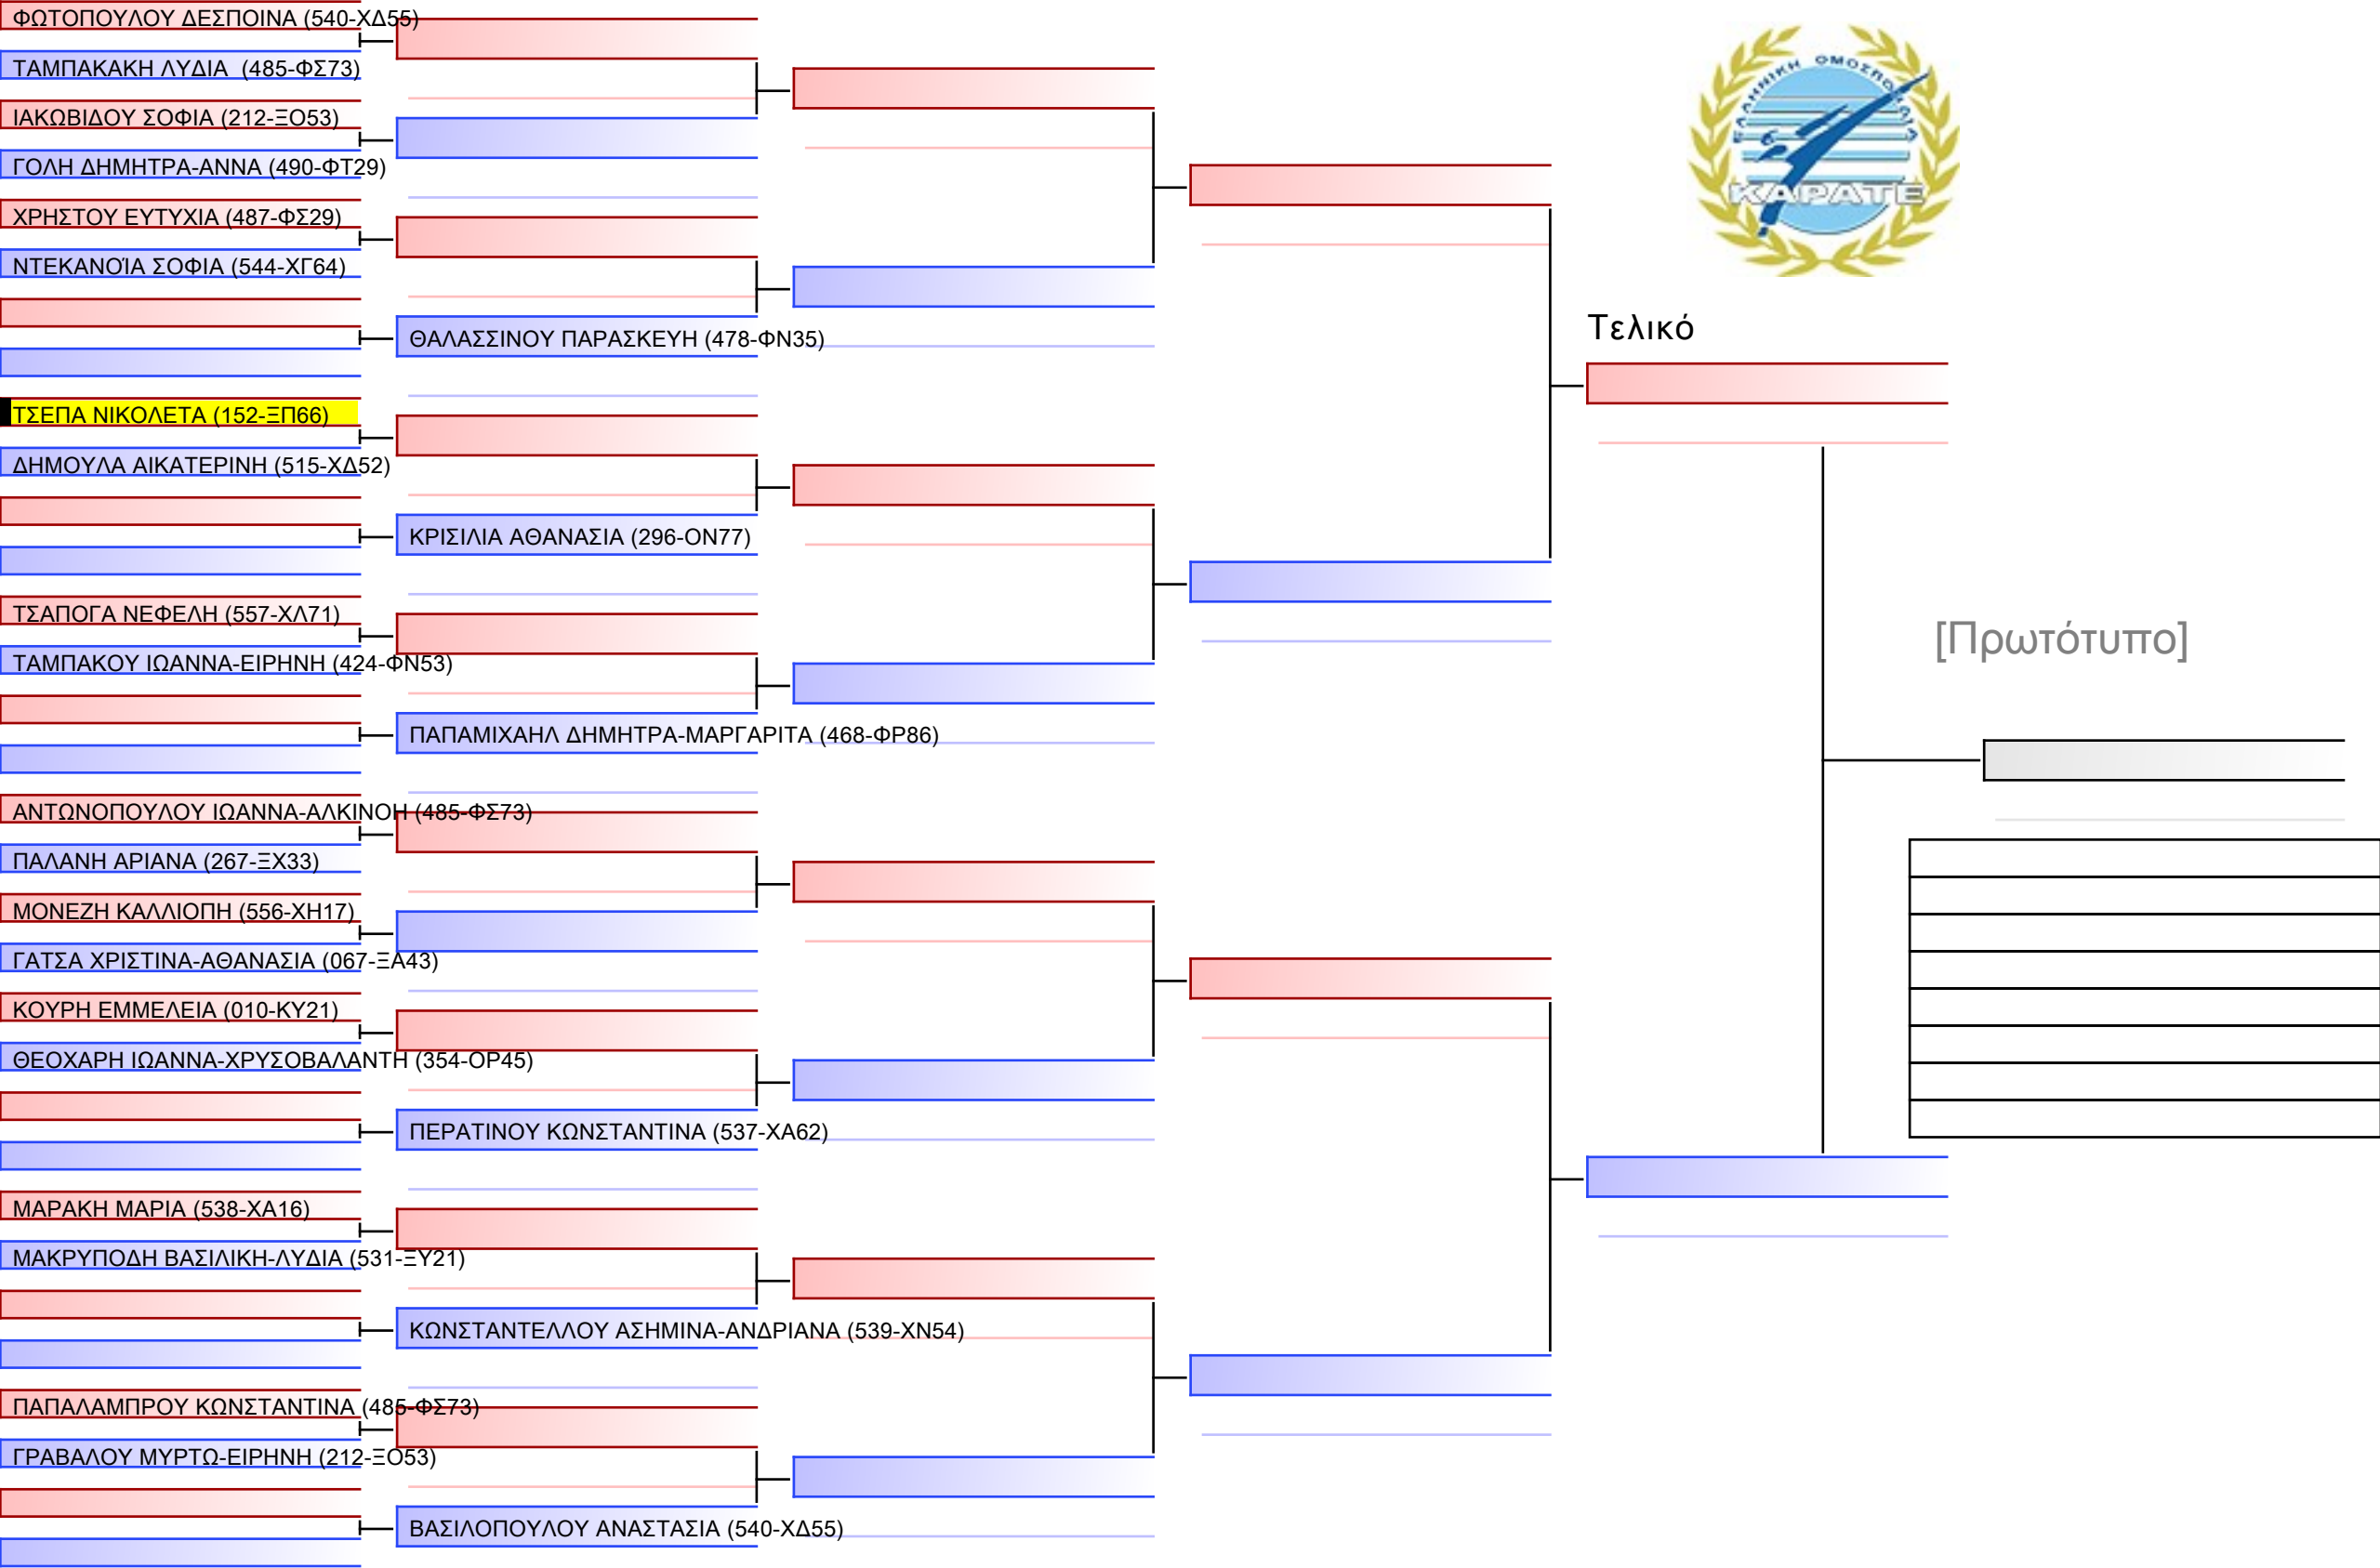 ΦΩΤΟΠΟΥΛΟΥ ΔΕΣΠΟΙΝΑ (540-ΧΔ55)
ΤΑΜΠΑΚΑΚΗ ΛΥΔΙΑ (485-ΦΣ73)
ΙΑΚΩΒΙΔΟΥ ΣΟΦΙΑ (212-ΞΟ53)
ΓΟΛΗ ΔΗΜΗΤΡΑ-ΑΝΝΑ (490-ΦΤ29)
ΧΡΗΣΤΟΥ ΕΥΤΥΧΙΑ (487-ΦΣ29)
ΝΤΕΚΑΝΟΊΑ ΣΟΦΙΑ (544-ΧΓ64)
ΘΑΛΑΣΣΙΝΟΥ ΠΑΡΑΣΚΕΥΗ (478-ΦΝ35)
ΤΣΕΠΑ ΝΙΚΟΛΕΤΑ (152-ΞΠ66)
ΔΗΜΟΥΛΑ ΑΙΚΑΤΕΡΙΝΗ (515-ΧΔ52)
ΚΡΙΣΙΛΙΑ ΑΘΑΝΑΣΙΑ (296-ΟΝ77)
ΤΣΑΠΟΓΑ ΝΕΦΕΛΗ (557-ΧΛ71)
ΤΑΜΠΑΚΟΥ ΙΩΑΝΝΑ-ΕΙΡΗΝΗ (424-ΦΝ53)
ΠΑΠΑΜΙΧΑΗΛ ΔΗΜΗΤΡΑ-ΜΑΡΓΑΡΙΤΑ (468-ΦΡ86)
ΑΝΤΩΝΟΠΟΥΛΟΥ ΙΩΑΝΝΑ-ΑΛΚΙΝΟΗ (485-ΦΣ73)
ΠΑΛΑΝΗ ΑΡΙΑΝΑ (267-ΞΧ33)
ΜΟΝΕΖΗ ΚΑΛΛΙΟΠΗ (556-ΧΗ17)
ΓΑΤΣΑ ΧΡΙΣΤΙΝΑ-ΑΘΑΝΑΣΙΑ (067-ΞΑ43)
ΚΟΥΡΗ ΕΜΜΕΛΕΙΑ (010-ΚΥ21)
ΘΕΟΧΑΡΗ ΙΩΑΝΝΑ-ΧΡΥΣΟΒΑΛΑΝΤΗ (354-ΟΡ45)
ΠΕΡΑΤΙΝΟΥ ΚΩΝΣΤΑΝΤΙΝΑ (537-ΧΑ62)
ΜΑΡΑΚΗ ΜΑΡΙΑ (538-ΧΑ16)
ΜΑΚΡΥΠΟΔΗ ΒΑΣΙΛΙΚΗ-ΛΥΔΙΑ (531-ΞΥ21)
ΚΩΝΣΤΑΝΤΕΛΛΟΥ ΑΣΗΜΙΝΑ-ΑΝΔΡΙΑΝΑ (539-ΧΝ54)
ΠΑΠΑΛΑΜΠΡΟΥ ΚΩΝΣΤΑΝΤΙΝΑ (485-ΦΣ73)
ΓΡΑΒΑΛΟΥ ΜΥΡΤΩ-ΕΙΡΗΝΗ (212-ΞΟ53)
ΒΑΣΙΛΟΠΟΥΛΟΥ ΑΝΑΣΤΑΣΙΑ (540-ΧΔ55)
ΕΛΛΗΝΙΚΗ ΟΜΟΣΠΟΝΔΙΑ
ΚΑΡΑΤΕ
Τελικό
[Πρωτότυπο]